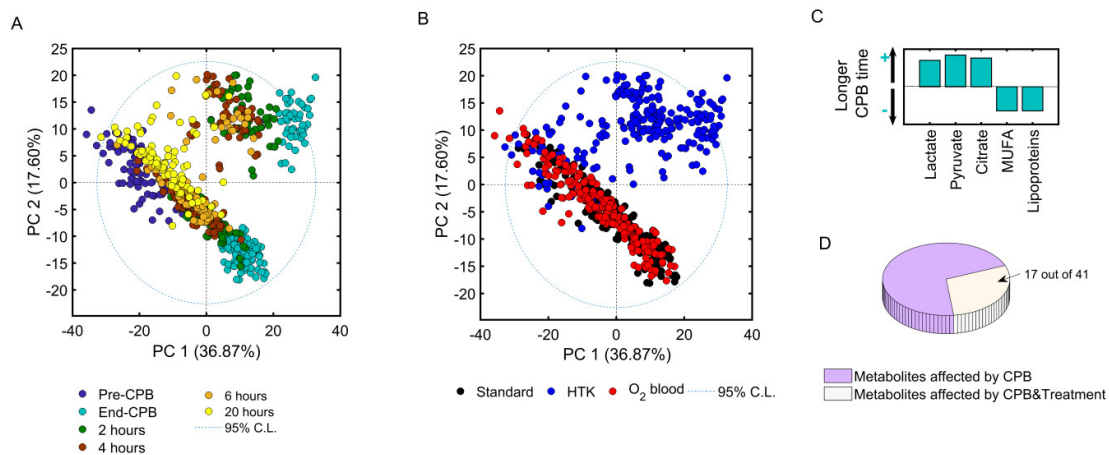 A
25
20
15
10
5
0
-5
-10
-15
-20
PC 2 (17.60%)
-40
-20
0
20
40
PC 1 (36.87%)
Pre-CPB
End-CPB
2 hours
4 hours
6 hours
20 hours
95% C.L.
B
25
20
15
10
5
0
-5
-10
-15
-20
PC 2 (17.60%)
-40
-20
0
20
40
PC 1 (36.87%)
Standard
HTK
O2 blood
95% C.L.
C
Longer
CPB time
+
-
Lactate
Pyruvate
Citrate
MUFA
Lipoproteins
D
17 out of 41
Metabolites affected by CPB
Metabolites affected by CPB&Treatment